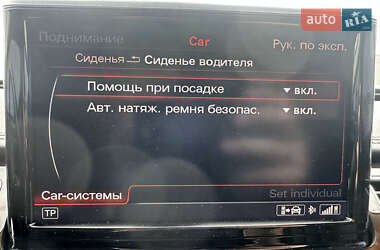 auto RIA
Поднимание
Car
Рук. по эксп.
Сиденья Сиденье водителя
Помощь при посадке ▾ вкл.
Авт. натяж. ремня безопас. ▾ вкл.
Car-системы
Set individual
TP